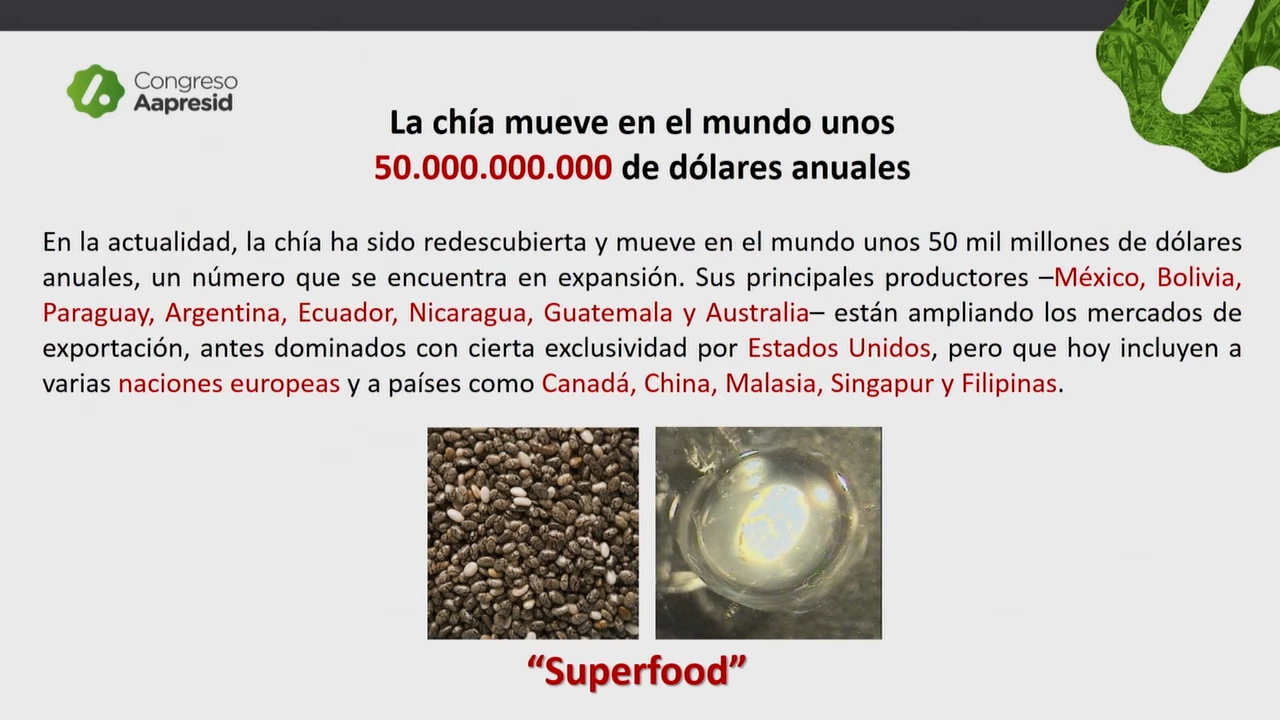 Congreso
Aapresid
La chía mueve en el mundo unos
50.000.000.000 de dólares anuales
En la actualidad, la chía ha sido redescubierta y mueve en el mundo unos 50 mil millones de dólares
anuales, un número que se encuentra en expansión. Sus principales productores –México, Bolivia,
Paraguay, Argentina, Ecuador, Nicaragua, Guatemala y Australia– están ampliando los mercados de
exportación, antes dominados con cierta exclusividad por Estados Unidos, pero que hoy incluyen a
varias naciones europeas y a países como Canadá, China, Malasia, Singapur y Filipinas.
“Superfood”